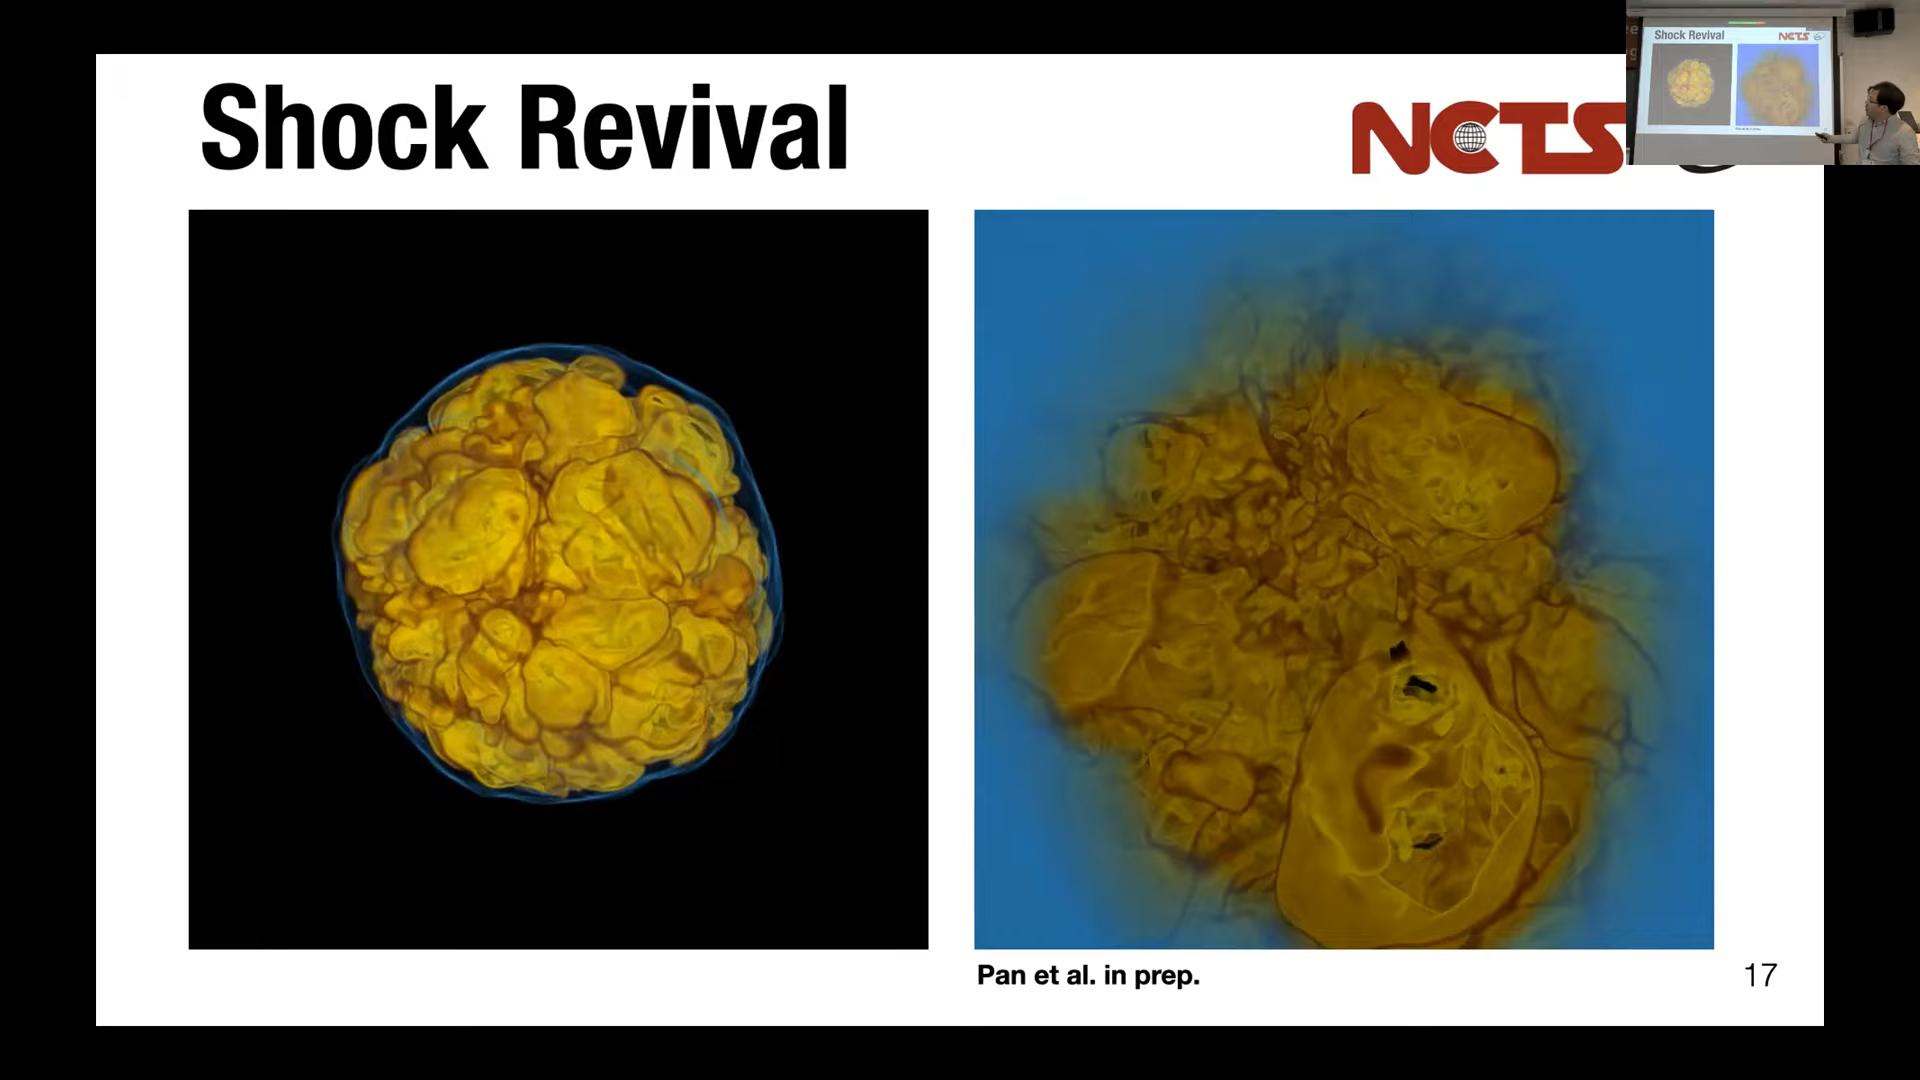 Shock Revival
NCTS
Pan et al. in prep.
17
Shock Revival
NCTS